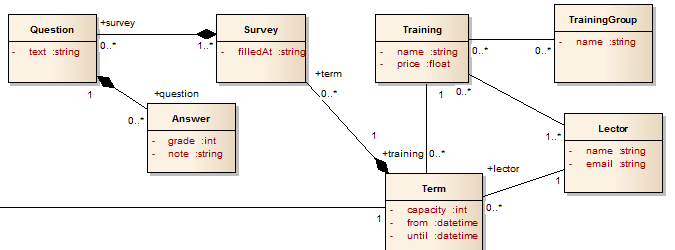 Question
- text :string
+survey
0..*
1..*
Survey
- filledAt :string
Training
- name :string
- price :float
0..*
0..*
TrainingGroup
- name :string
+term
0..*
1
0..*
1
+question
0..*
Answer
- grade :int
- note :string
1
+training
0..*
1..*
Lector
- name :string
- email :string
+lector
1
0..*
Term
- capacity :int
- from :datetime
- until :datetime
1